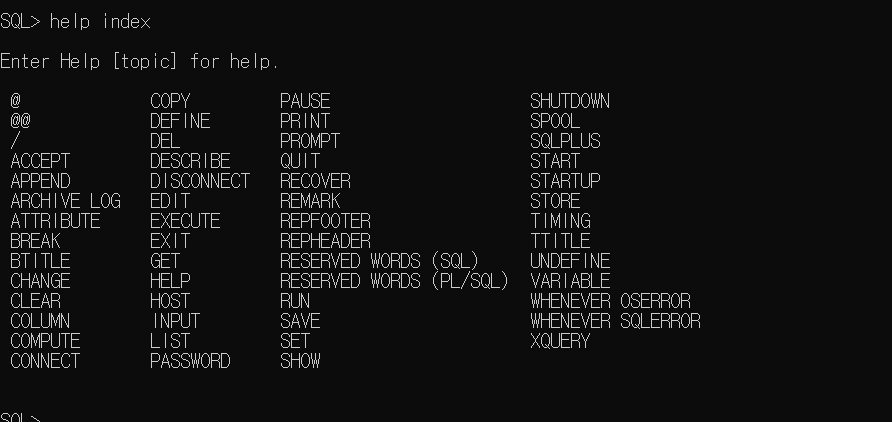 SQL> help index
Enter Help [topic] for help.
@ COPY PAUSE SHUTDOWN
@@ DEFINE PRINT SPOOL
/ DEL PROMPT SQLPLUS
ACCEPT DESCRIBE QUIT START
APPEND DISCONNECT RECOVER STARTUP
ARCHIVE LOG EDIT REMARK STORE
ATTRIBUTE EXECUTE REPFOOTER TIMING
BREAK EXIT REPHEADER TTITLE
BTITLE GET RESERVED WORDS (SQL) UNDEFINE
CHANGE HELP RESERVED WORDS (PL/SQL) VARIABLE
CLEAR HOST RUN WHENEVER OSERROR
COLUMN INPUT SAVE WHENEVER SQLERROR
COMPUTE LIST SET XQUERY
CONNECT PASSWORD SHOW
SQL>